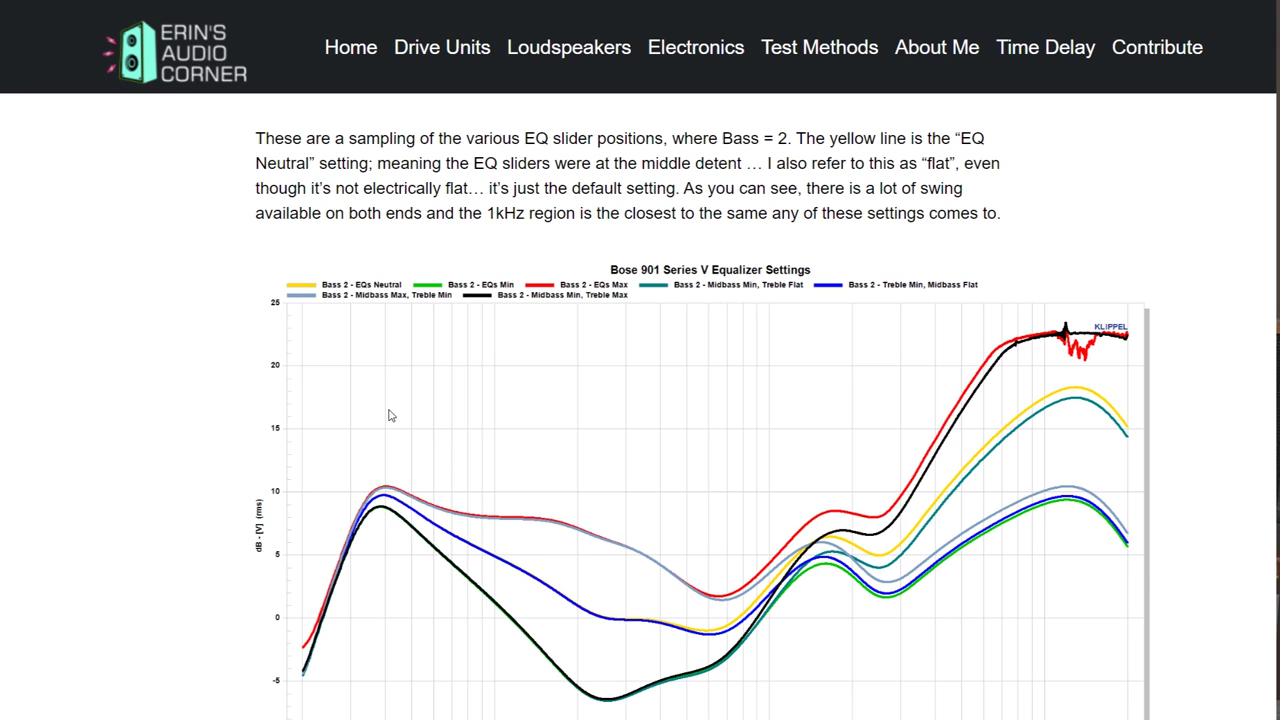 ERIN'S
AUDIO
CORNER
Home Drive Units Loudspeakers Electronics Test Methods About Me Time Delay Contribute
These are a sampling of the various EQ slider positions, where Bass = 2. The yellow line is the “EQ
Neutral” setting; meaning the EQ sliders were at the middle detent … I also refer to this as “flat”, even
though it’s not electrically flat… it’s just the default setting. As you can see, there is a lot of swing
available on both ends and the 1kHz region is the closest to the same any of these settings comes to.
Bose 901 Series V Equalizer Settings
Bass 2 - EQs Neutral Bass 2 - EQs Min Bass 2 - EQs Max Bass 2 - Midbass Min, Treble Flat Bass 2 - Treble Min, Midbass Flat
Bass 2 - Midbass Max, Treble Min Bass 2 - Midbass Min, Treble Max
25
KLIPPEL
20
15
10
5
0
-5
dB - [V] (rms)